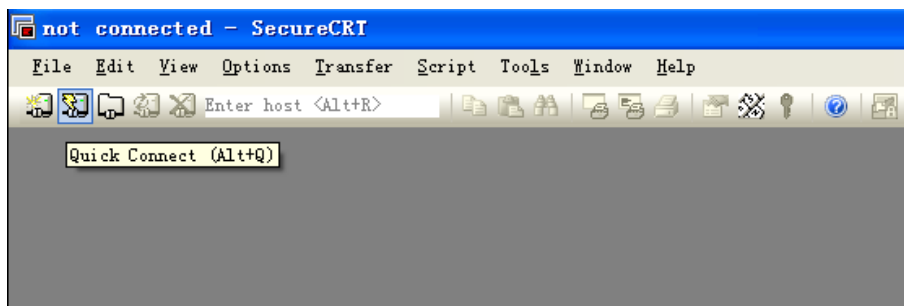 not connected - SecureCRT
File Edit View Options Transfer Script Tools Window Help
Enter host <Alt+R>
Quick Connect (Alt+Q)